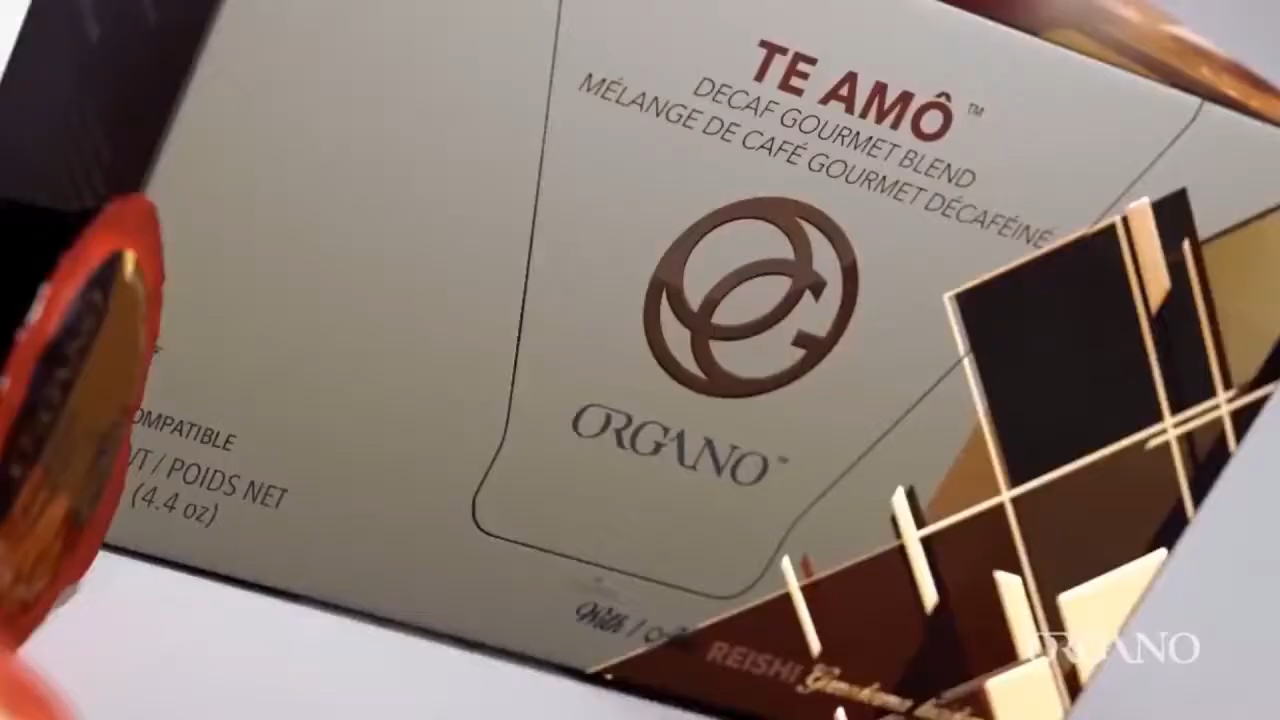 TE AMÔ™
DECAF GOURMET BLEND
MÉLANGE DE CAFÉ GOURMET DÉCAFÉINÉ
ORGANO™
OMPATIBLE
/ POIDS NET
(4.4 oz)
With /
REISHI
ORGANO